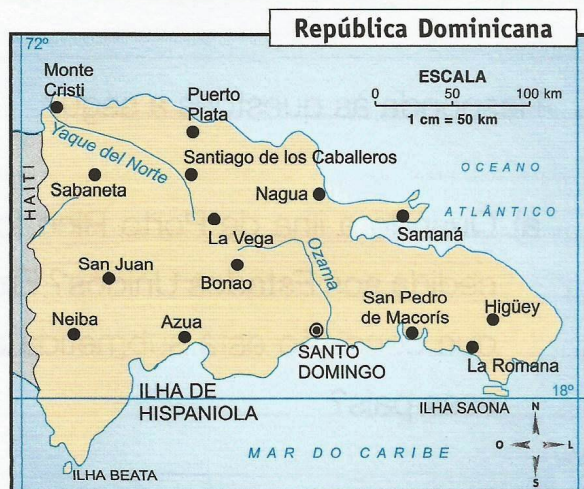 República Dominicana
72º
ESCALA
0 50 100 km
1 cm = 50 km
Monte
Cristi
Puerto
Plata
Yaque del Norte
Santiago de los Caballeros
OCEANO
ATLÂNTICO
HAITI
Sabaneta
Nagua
Samaná
La Vega
Ozama
San Juan
Bonao
San Pedro
de Macorís
Higüey
Neiba
Azua
SANTO
DOMINGO
La Romana
ILHA DE
HISPANIOLA
18º
ILHA SAONA
N
O L
S
MAR DO CARIBE
ILHA BEATA